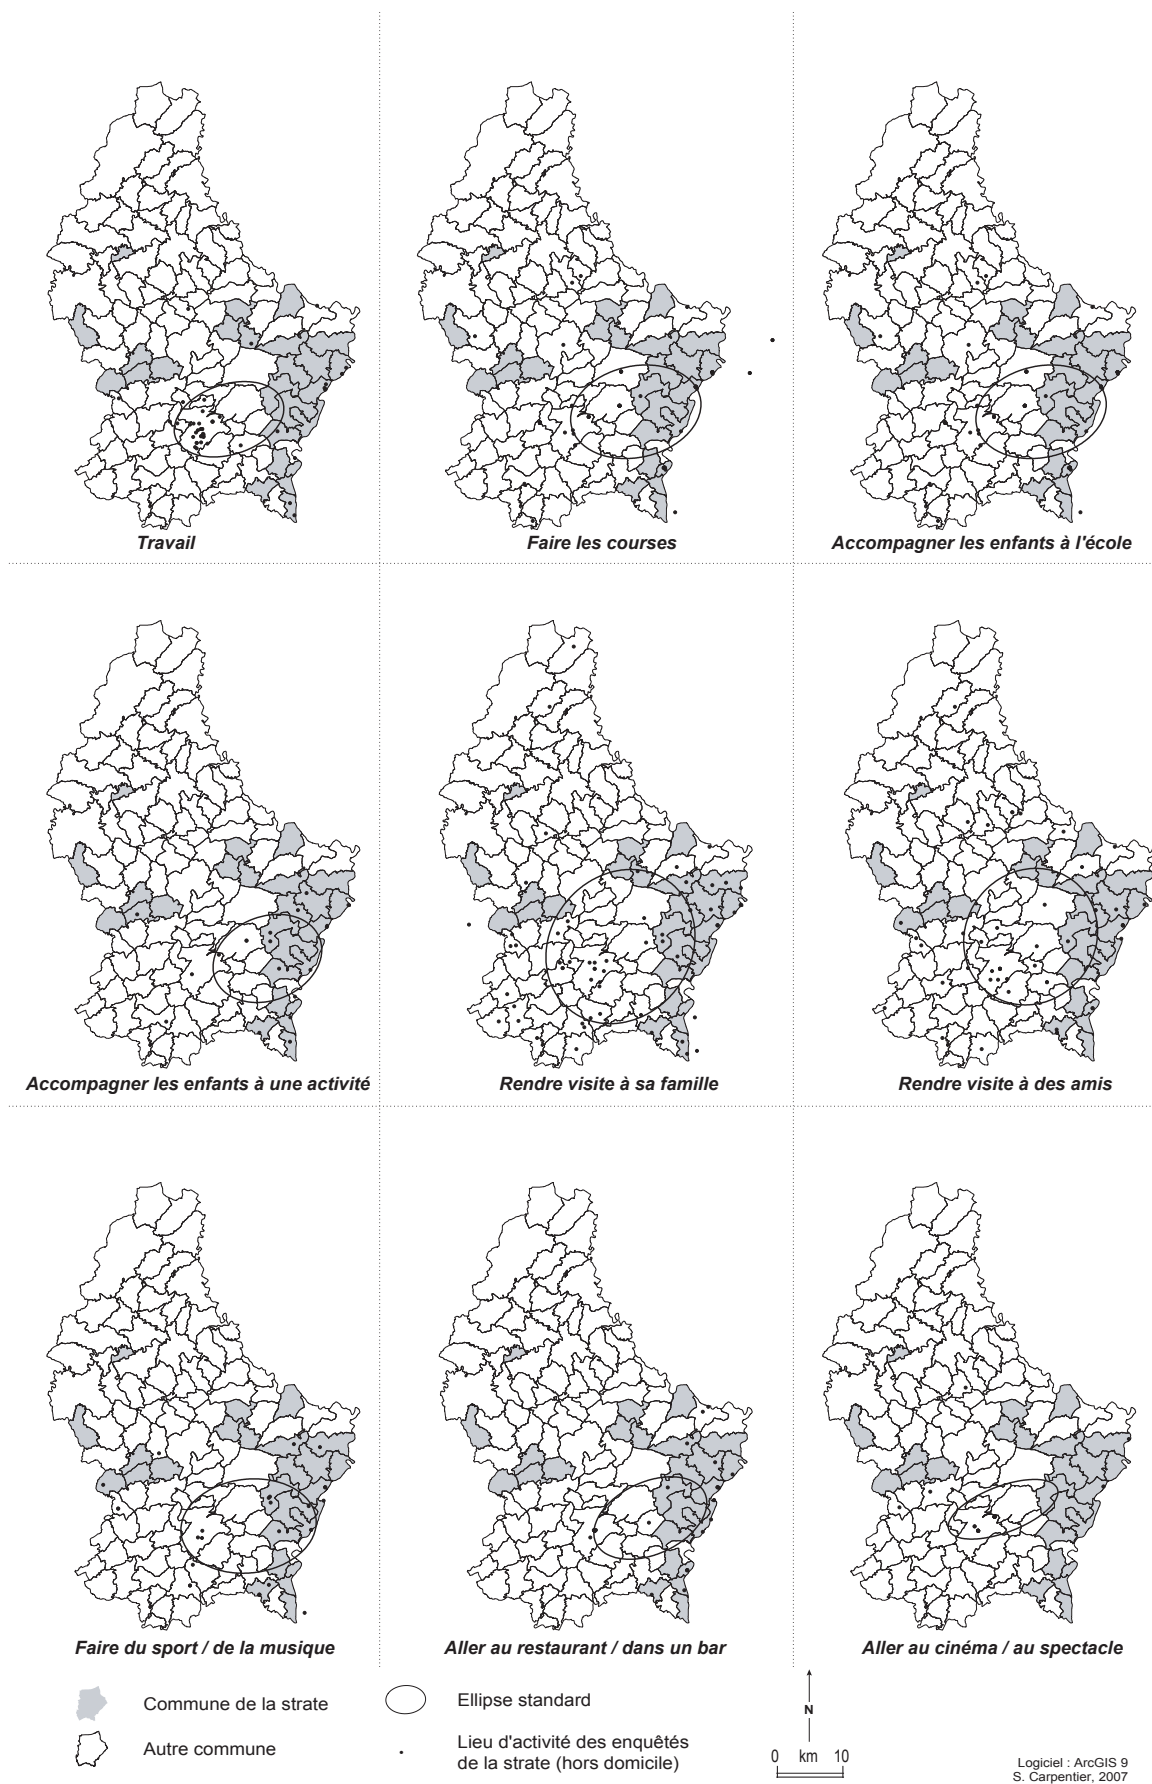 Travail
Faire les courses
Accompagner les enfants à l'école
Accompagner les enfants à une activité
Rendre visite à sa famille
Rendre visite à des amis
Faire du sport / de la musique
Aller au restaurant / dans un bar
Aller au cinéma / au spectacle
Commune de la strate
Autre commune
Ellipse standard
Lieu d'activité des enquêtés
de la strate (hors domicile)
N
0 km 10
Logiciel : ArcGIS 9
S. Carpentier, 2007